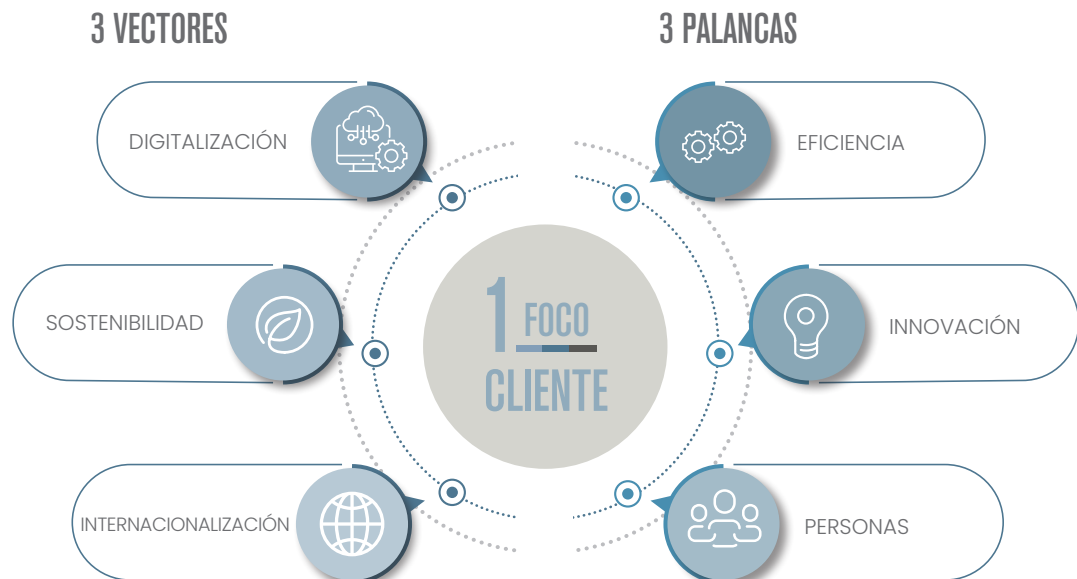 3 VECTORES
DIGITALIZACIÓN
SOSTENIBILIDAD
INTERNACIONALIZACIÓN
1 FOCO
CLIENTE
3 PALANCAS
EFICIENCIA
INNOVACIÓN
PERSONAS